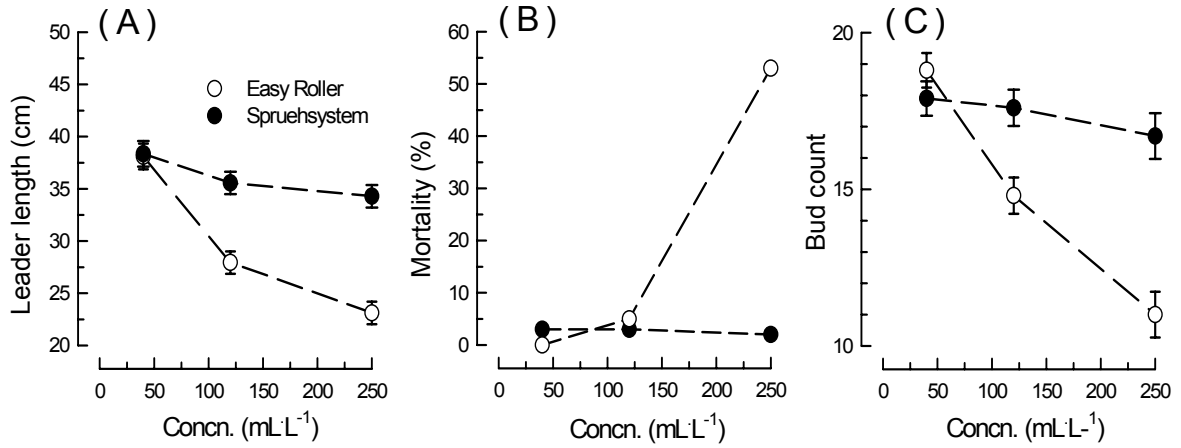 ( A )
50
45
40
35
30
25
20
Leader length (cm)
Easy Roller
Spruehsystem
0 50 100 150 200 250
Concn. (mL·L⁻¹)
( B )
60
50
40
30
20
10
0
Mortality (%)
0 50 100 150 200 250
Concn. (mL·L⁻¹)
( C )
20
15
10
Bud count
0 50 100 150 200 250
Concn. (mL·L-¹)